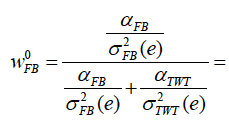 w⁰_FB = (α_FB / σ²_FB(e)) / (α_FB / σ²_FB(e) + α_TWT / σ²_TWT(e)) =